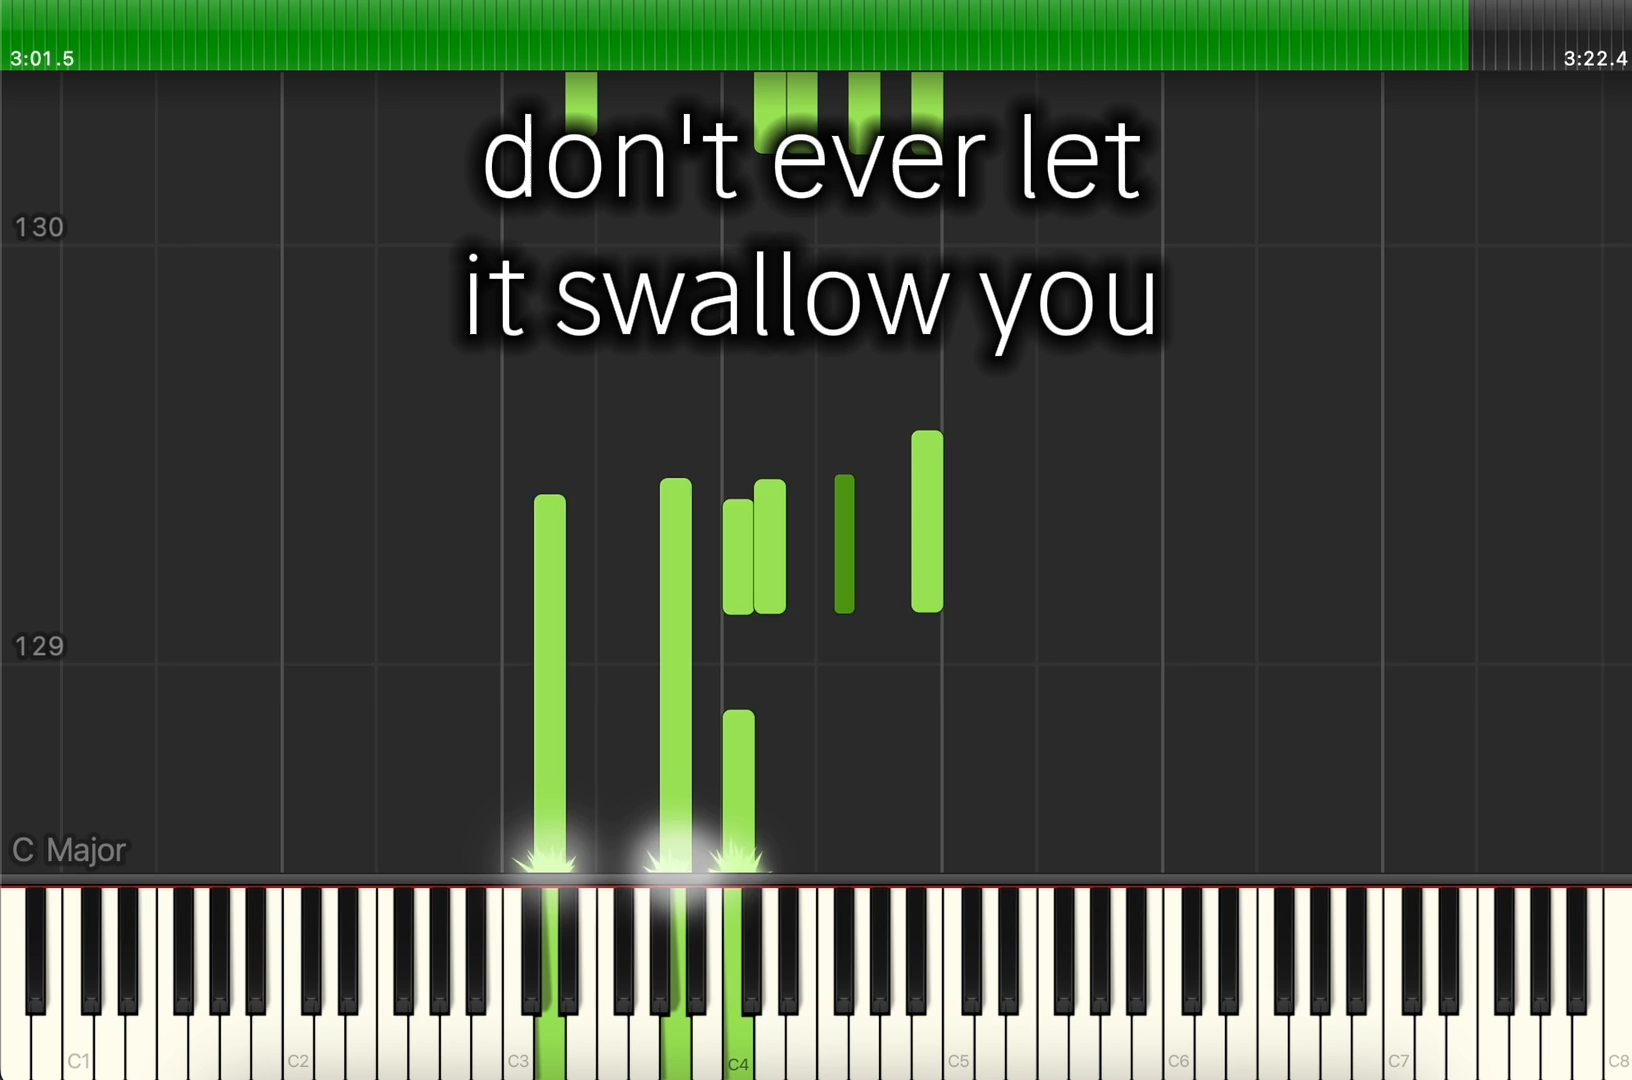 3:01.5
3:22.4
don't ever let
130
it swallow you
129
C Major
C1
C2
C3
C4
C5
C6
C7
C8